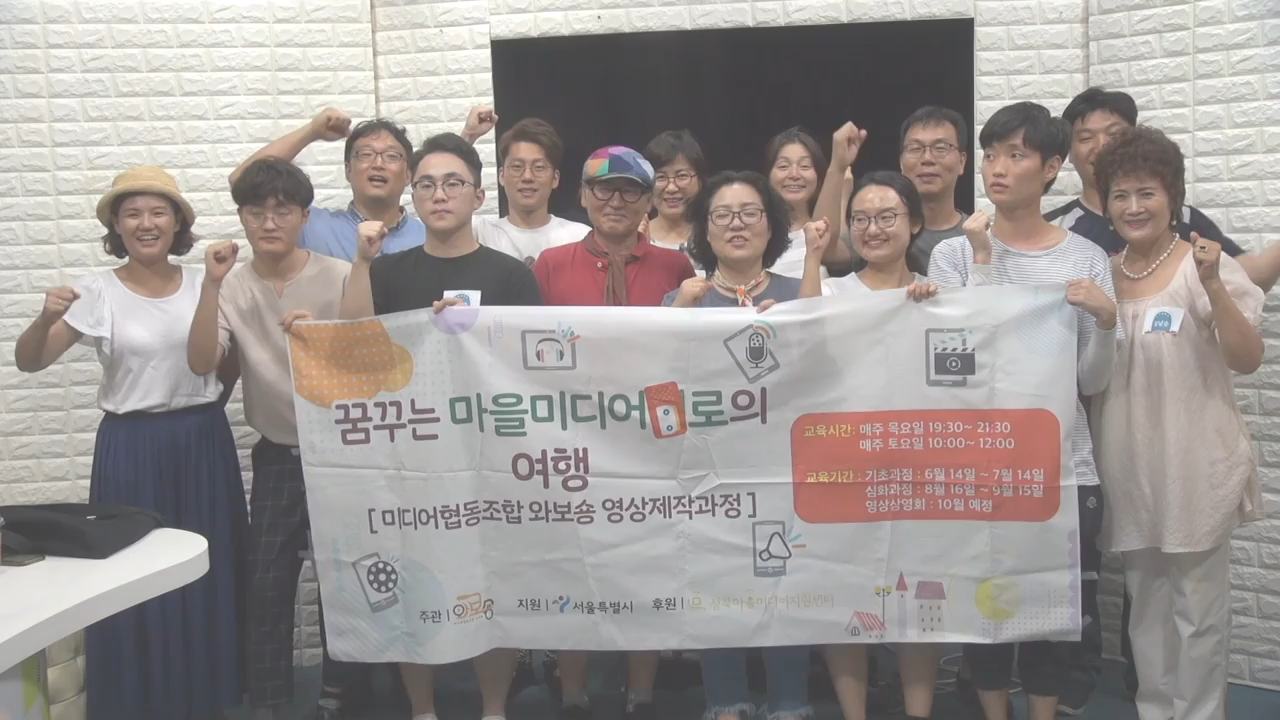 꿈꾸는 마을미디어로의
여행
[ 미디어협동조합 와보숑 영상제작과정 ]
교육시간: 매주 목요일 19:30~ 21:30
매주 토요일 10:00~ 12:00
교육기간 : 기초과정 : 6월 14일 ~ 7월 14일
심화과정 : 8월 16일 ~ 9월 15일
영상상영회 : 10월 예정
주관 | 와보숑 지원 | 서울특별시 후원 |